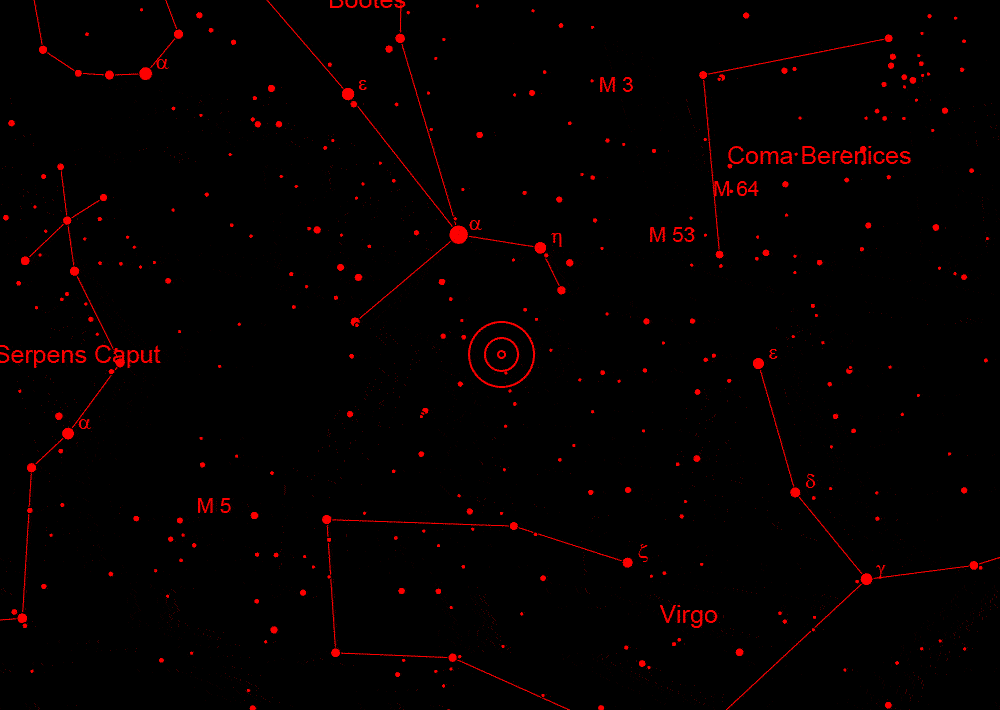 Bootes
α
ε
M 3
Coma Berenices
M 64
α
η
M 53
Serpens Caput
ε
α
δ
M 5
ζ
γ
Virgo